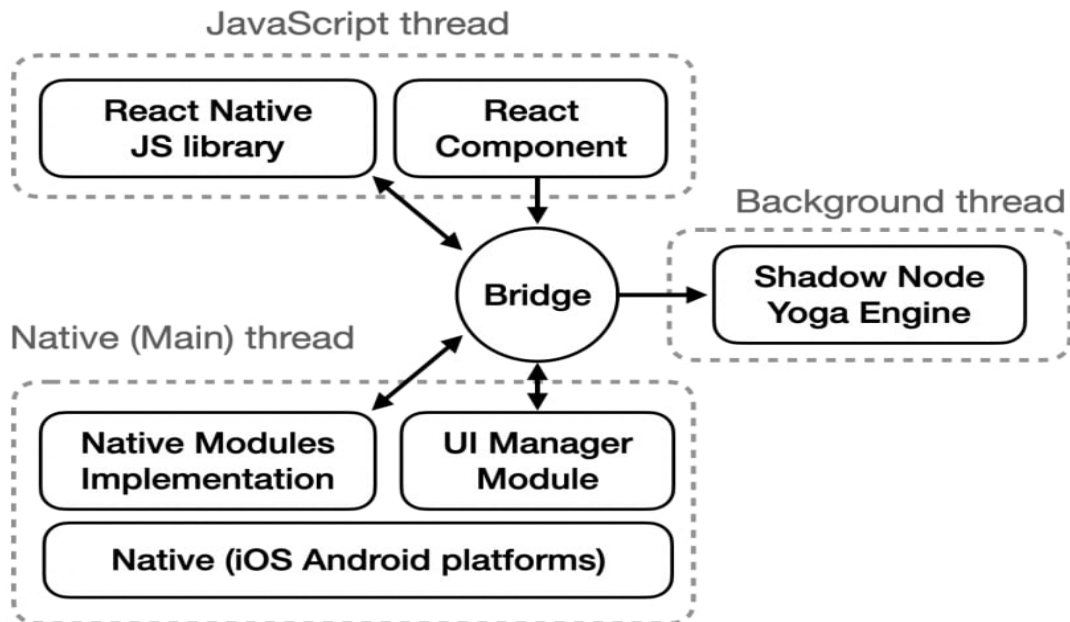 JavaScript thread
React Native
JS library
React
Component
Background thread
Shadow Node
Yoga Engine
Bridge
Native (Main) thread
Native Modules
Implementation
UI Manager
Module
Native (iOS Android platforms)